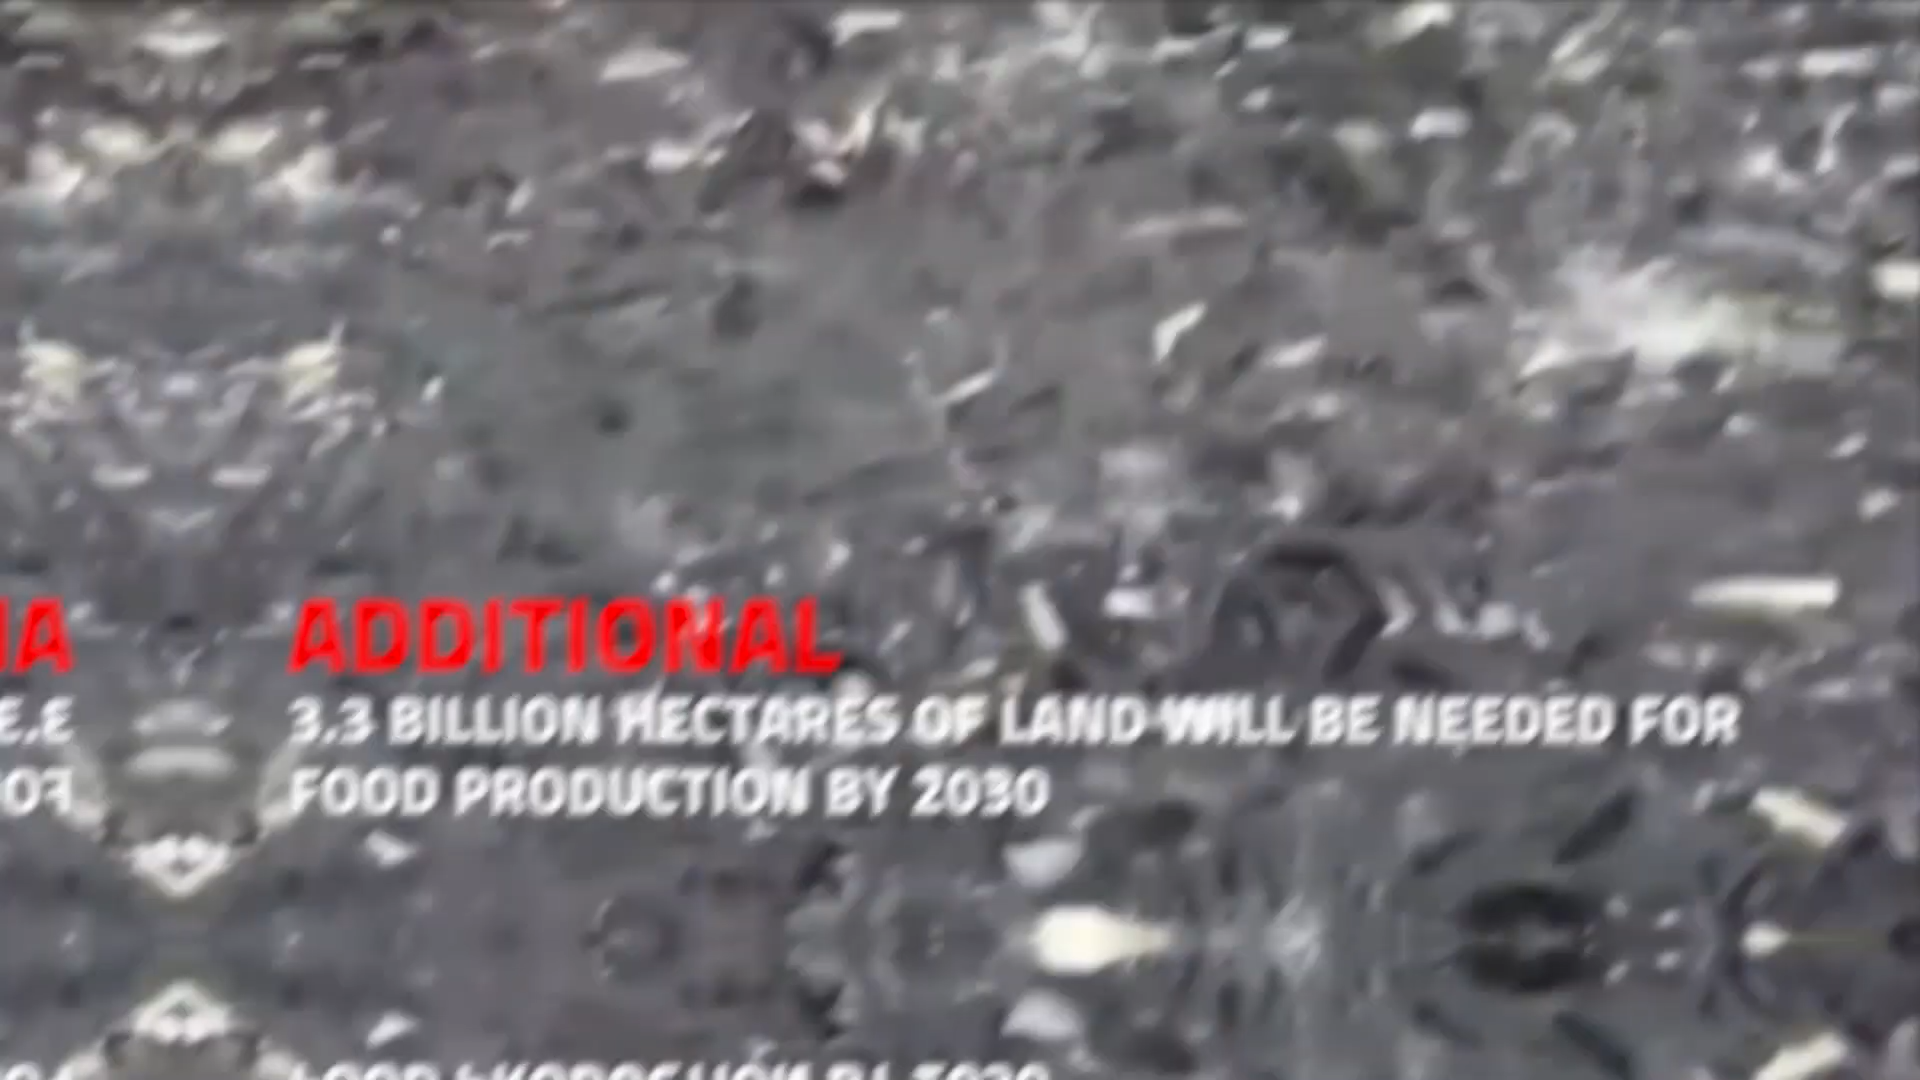 ADDITIONAL
3.3 BILLION HECTARES OF LAND WILL BE NEEDED FOR
FOOD PRODUCTION BY 2030